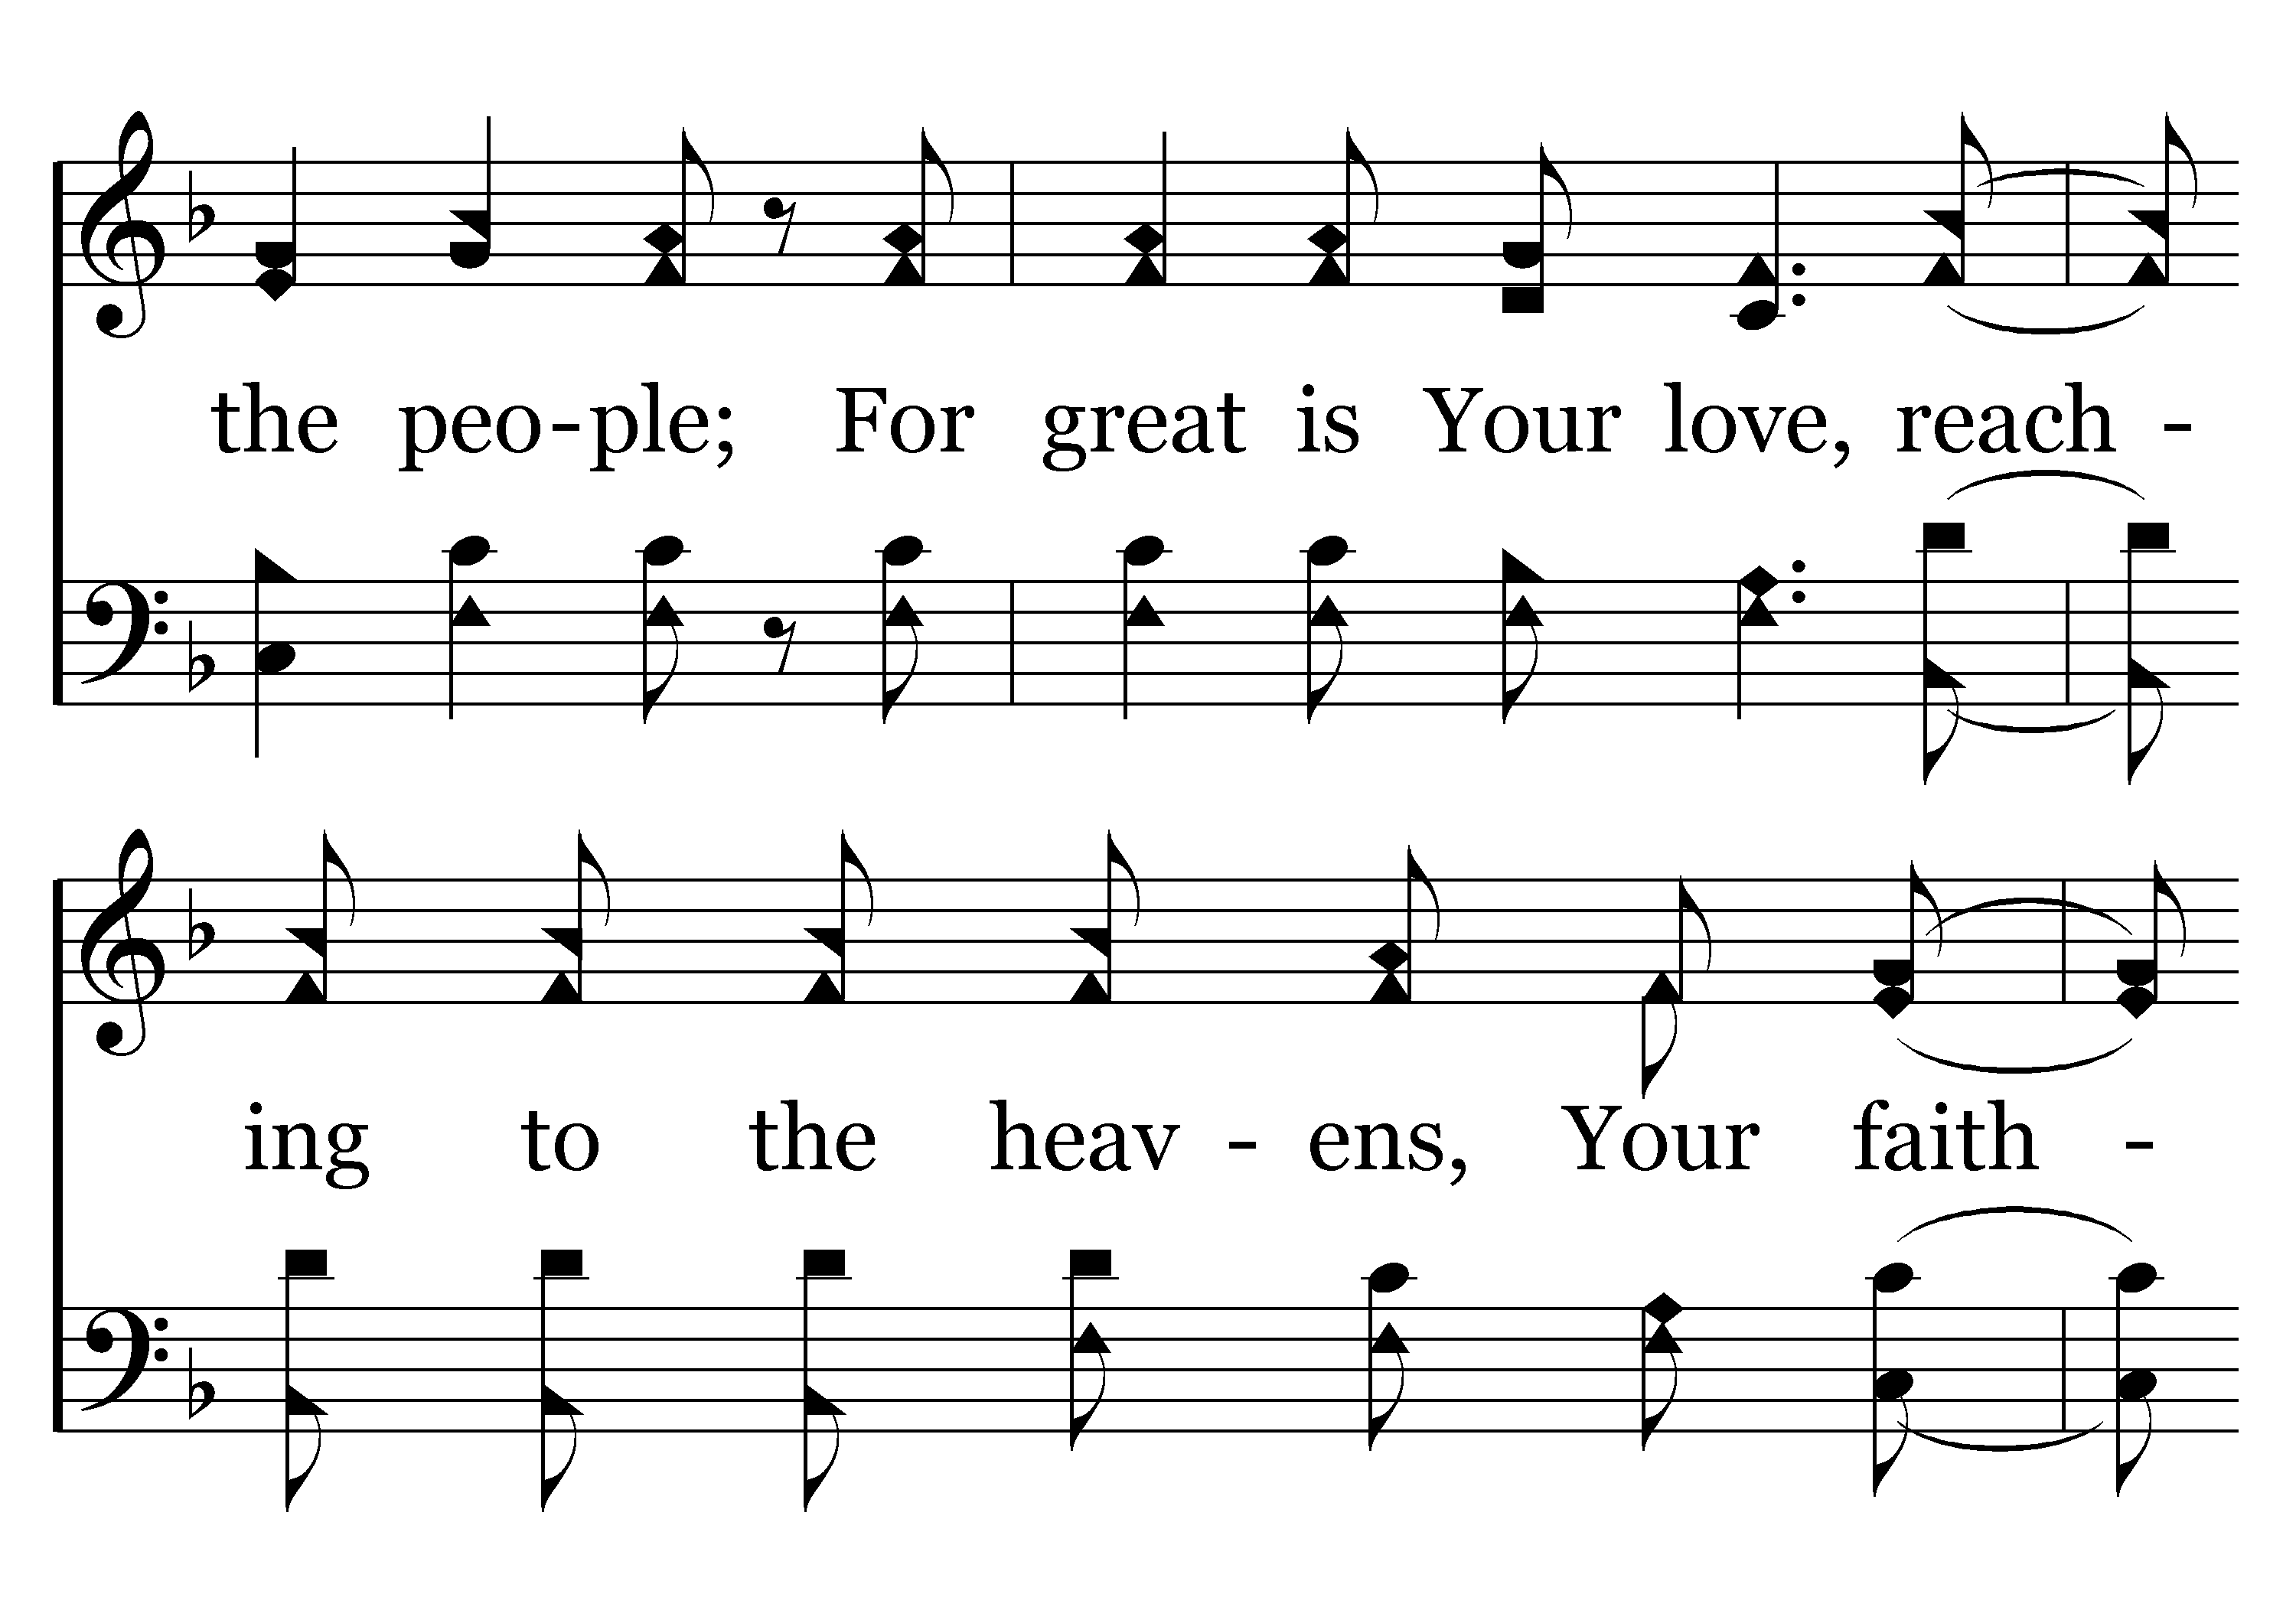 the peo-ple; For great is Your love, reach -
ing to the heav - ens, Your faith -